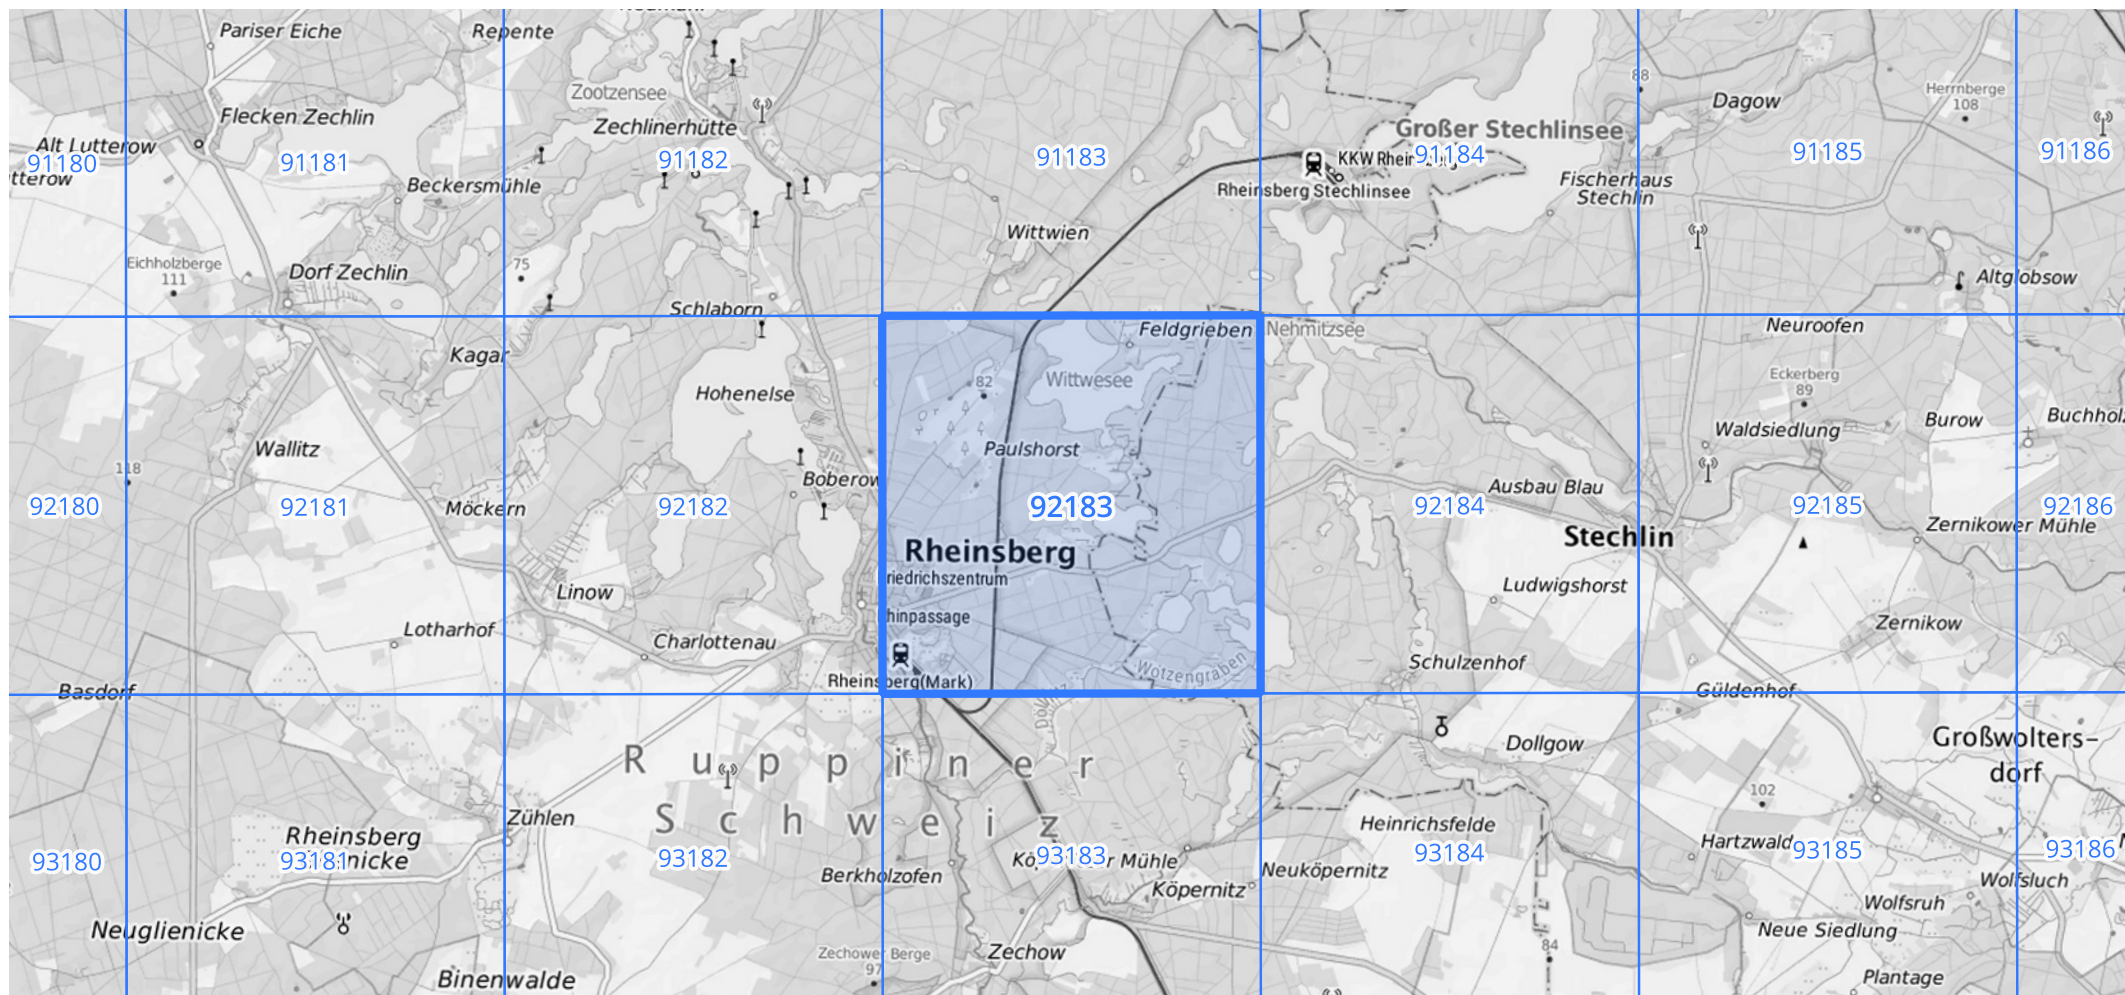 Pariser Eiche
Repente
Zootzensee
Flecken Zechlin
Zechlinerhütte
Alt Lutterow
Beckersmühle
91180
91181
91182
91183
91184
91185
91186
88
Dagow
Herrnberge
108
Großer Stechlinsee
Rheinsberg Stechlinsee
Fischerhaus
Stechlin
Wittwien
Eichholzberge
111
Dorf Zechlin
75
Schlaborn
Altglobsow
Kagar
Feldgrieben
Nehmitzsee
Neuroofen
Hohenelse
82
Wittwesee
Eckerberg
89
Wallitz
Paulshorst
Waldsiedlung
Burow
118
Boberow
Ausbau Blau
92180
92181
Möckern
92182
92183
92184
92185
92186
Zernikower Mühle
Rheinsberg
Stechlin
riedrichszentrum
Linow
hinpassage
Ludwigshorst
Lotharhof
Charlottenau
Zernikow
Schulzenhof
Wotzengraben
Basdorf
Rheinsberg(Mark)
Güldenhof
Ruppiner
Schweiz
Dollgow
Großwolters-
dorf
102
Zühlen
Rheinsberg
Heinrichsfelde
Hartzwald
93180
93181
93182
93183
93184
93185
93186
Berkholzofen
r Mühle
Köpernitz
Neuköpernitz
Wolfsluch
Wolfsruh
Neuglienicke
Neue Siedlung
Zechower Berge
97
Zechow
84
Binenwalde
Plantage